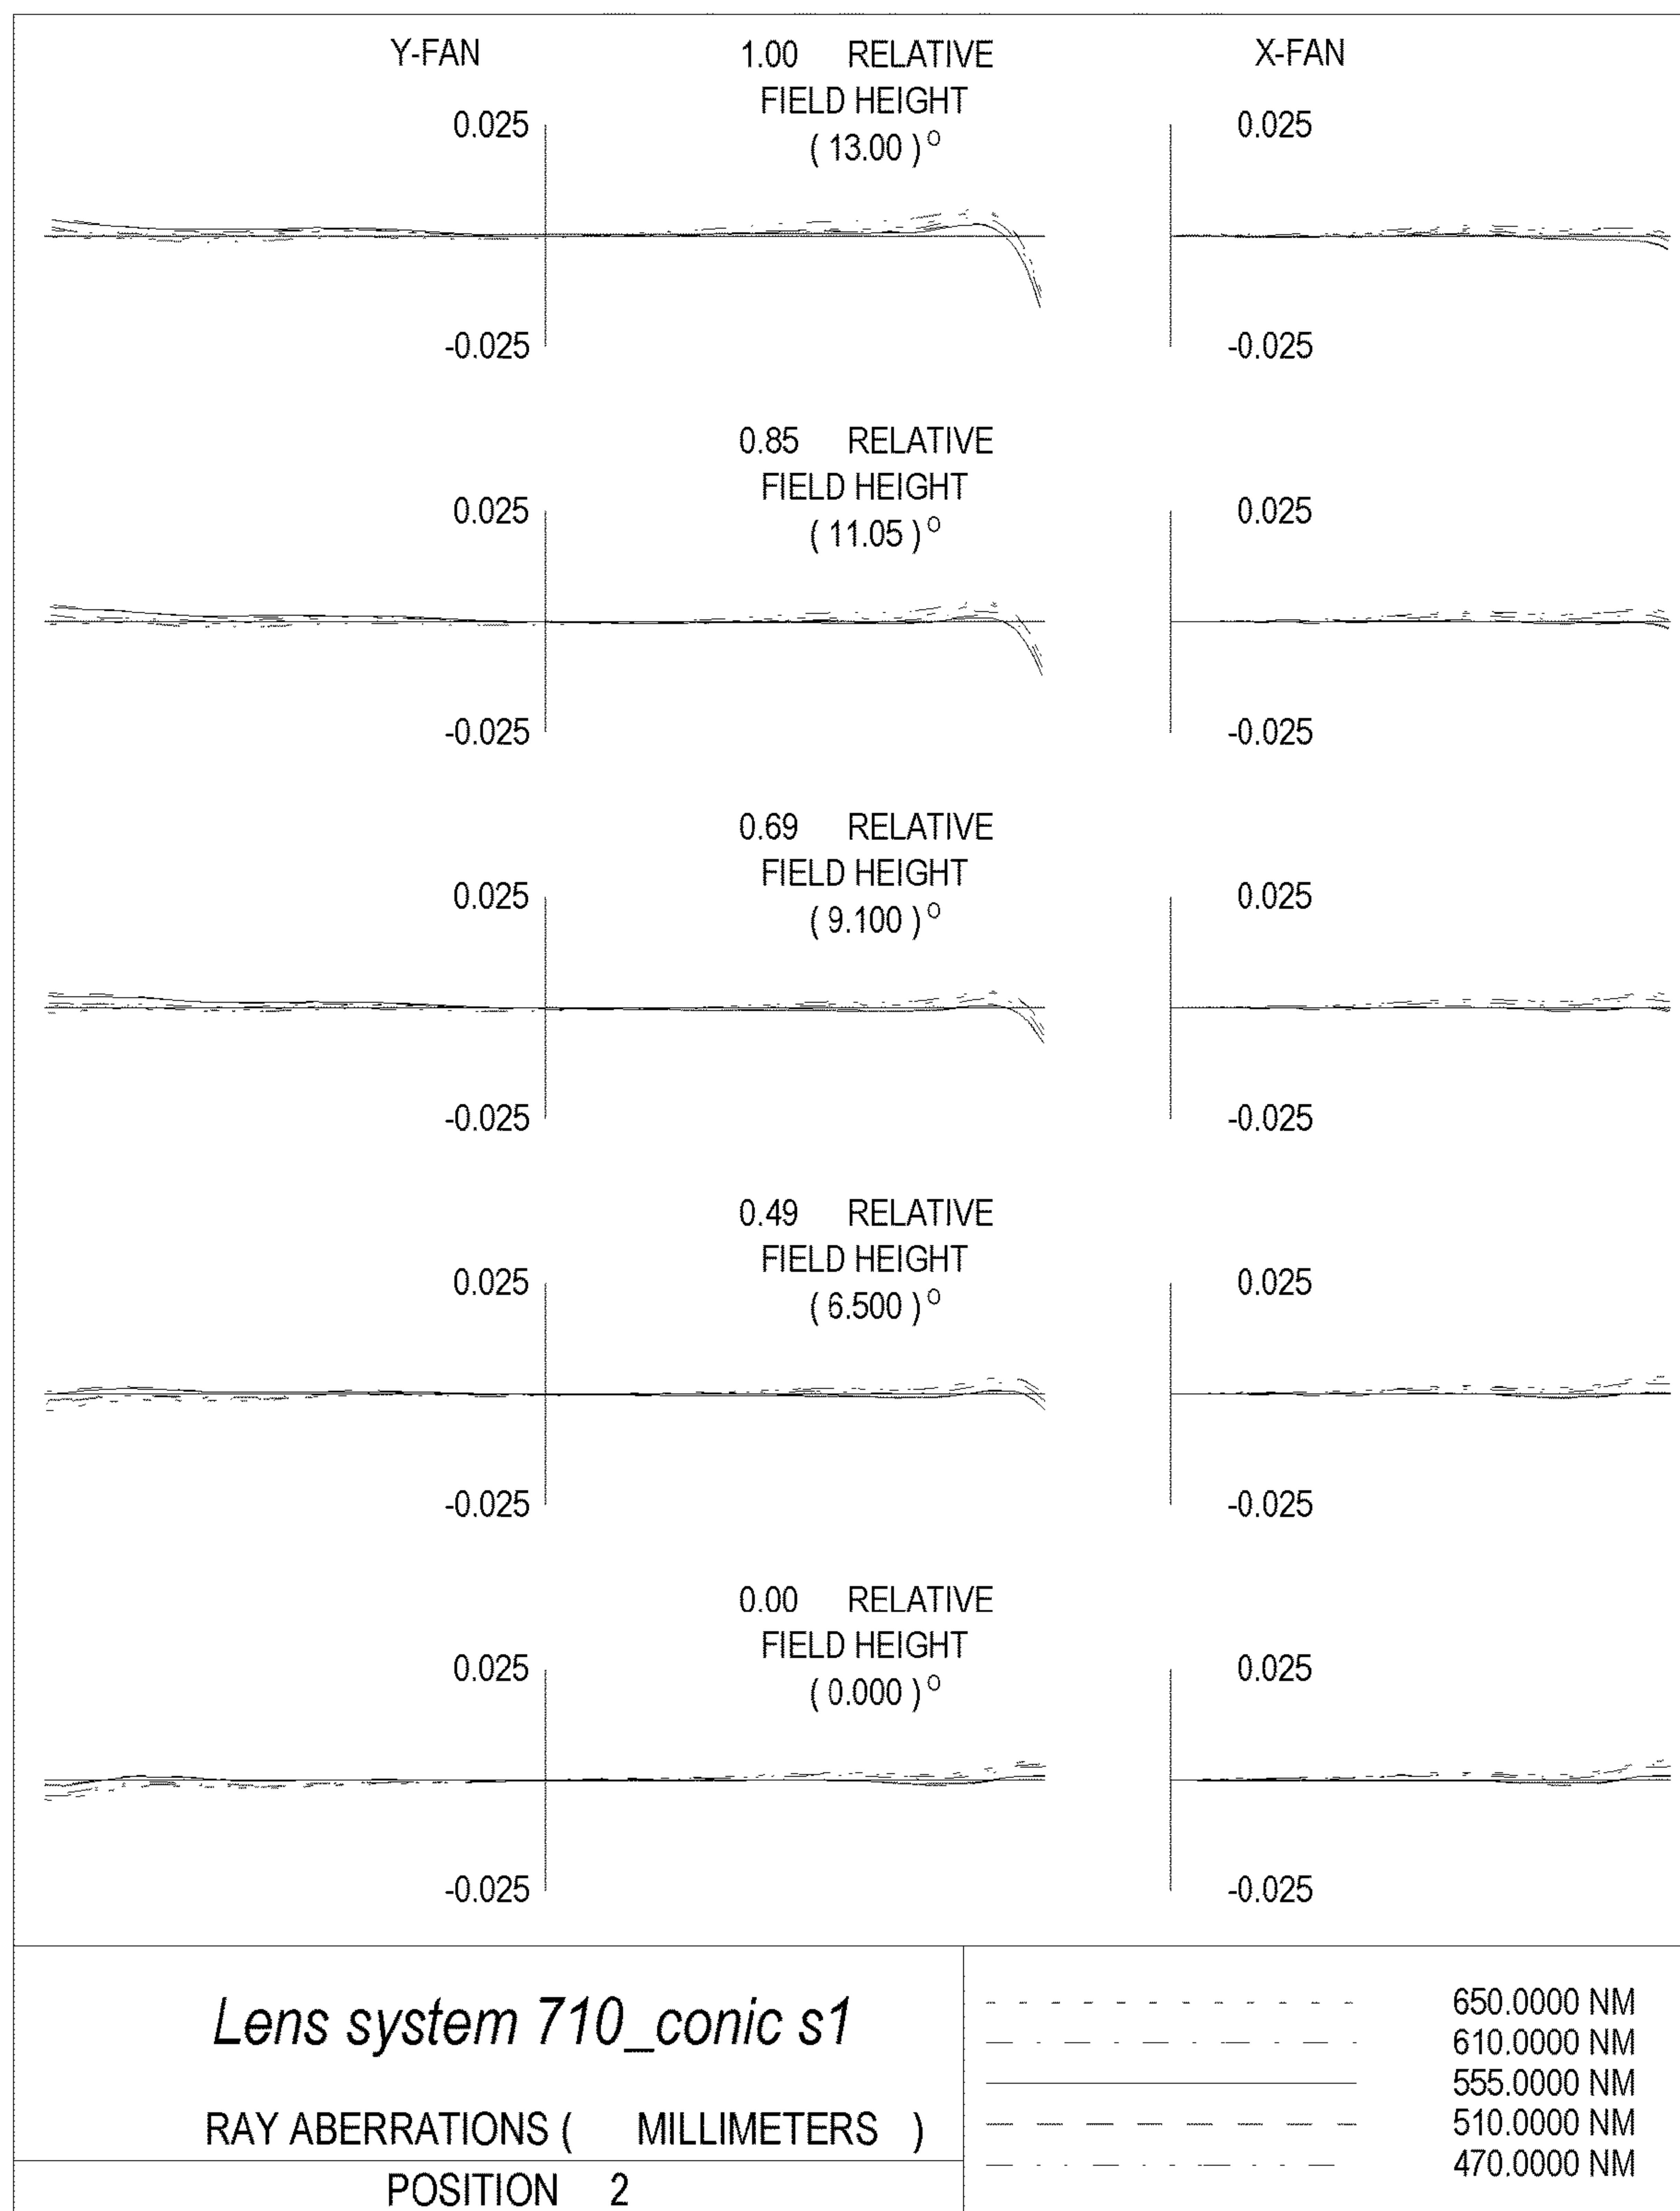 Y-FAN 1.00 RELATIVE X-FAN
FIELD HEIGHT
0.025 ( 13.00 )° 0.025
-0.025 -0.025
0.85 RELATIVE
FIELD HEIGHT
0.025 ( 11.05 )° 0.025
-0.025 -0.025
0.69 RELATIVE
FIELD HEIGHT
0.025 ( 9.100 )° 0.025
-0.025 -0.025
0.49 RELATIVE
FIELD HEIGHT
0.025 ( 6.500 )° 0.025
-0.025 -0.025
0.00 RELATIVE
FIELD HEIGHT
0.025 ( 0.000 )° 0.025
-0.025 -0.025
Lens system 710_conic s1
RAY ABERRATIONS ( MILLIMETERS )
POSITION 2
650.0000 NM
610.0000 NM
555.0000 NM
510.0000 NM
470.0000 NM